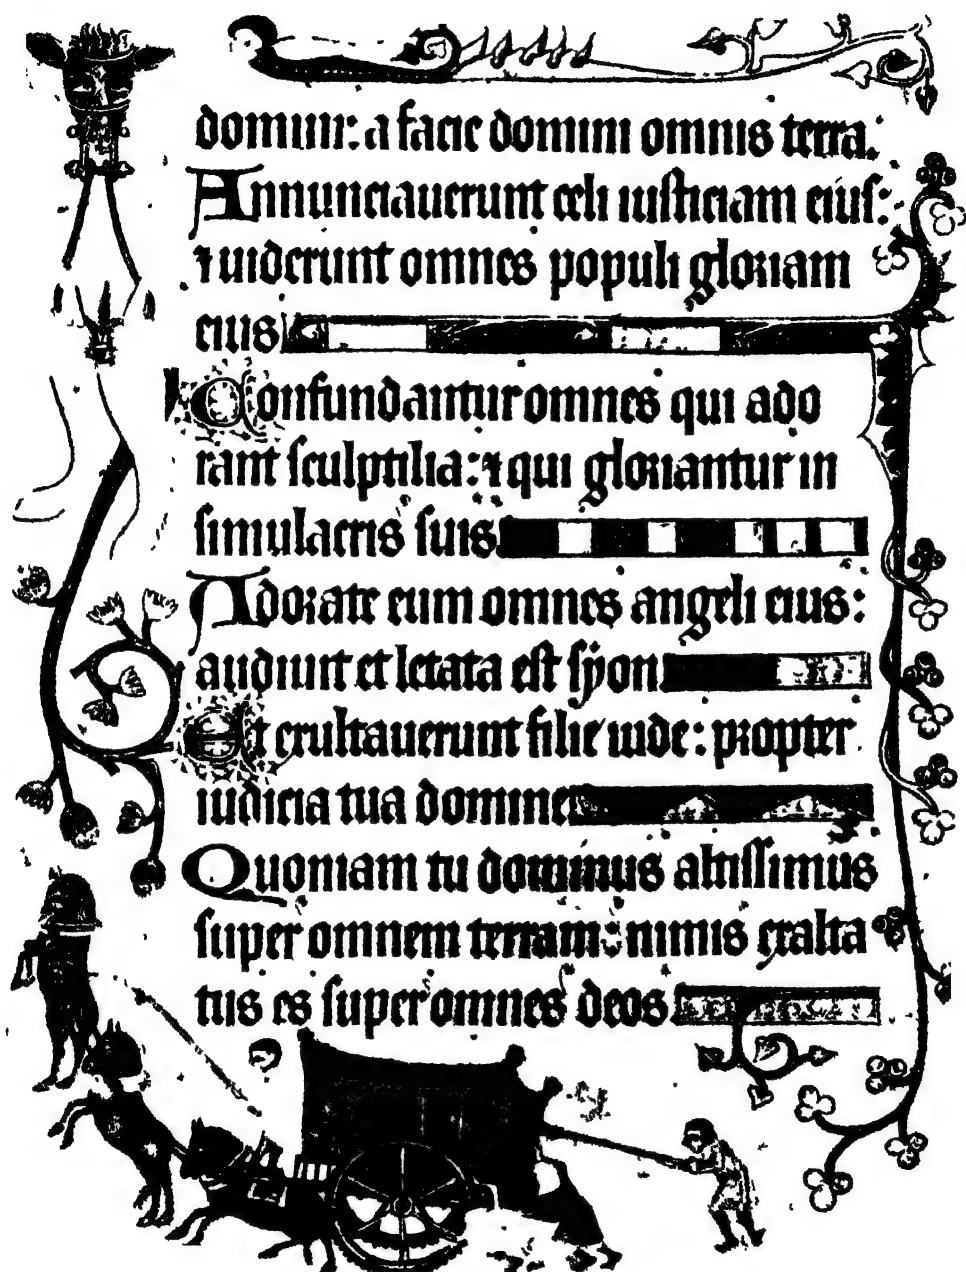 domini: a facie domini omnis terra.
Annunciauerunt celi iusticiam eius:
⁊ uiderunt omnes populi gloriam
eius
Confundantur omnes qui ado
rant sculptilia: ⁊ qui gloriantur in
simulacris suis.
Adorate eum omnes angeli eius:
audiuit et letata est syon.
Et exultauerunt filie iude: propter
iudicia tua domine.
Quoniam tu dominus altissimus
super omnem terram: nimis exalta
tus es super omnes deos.